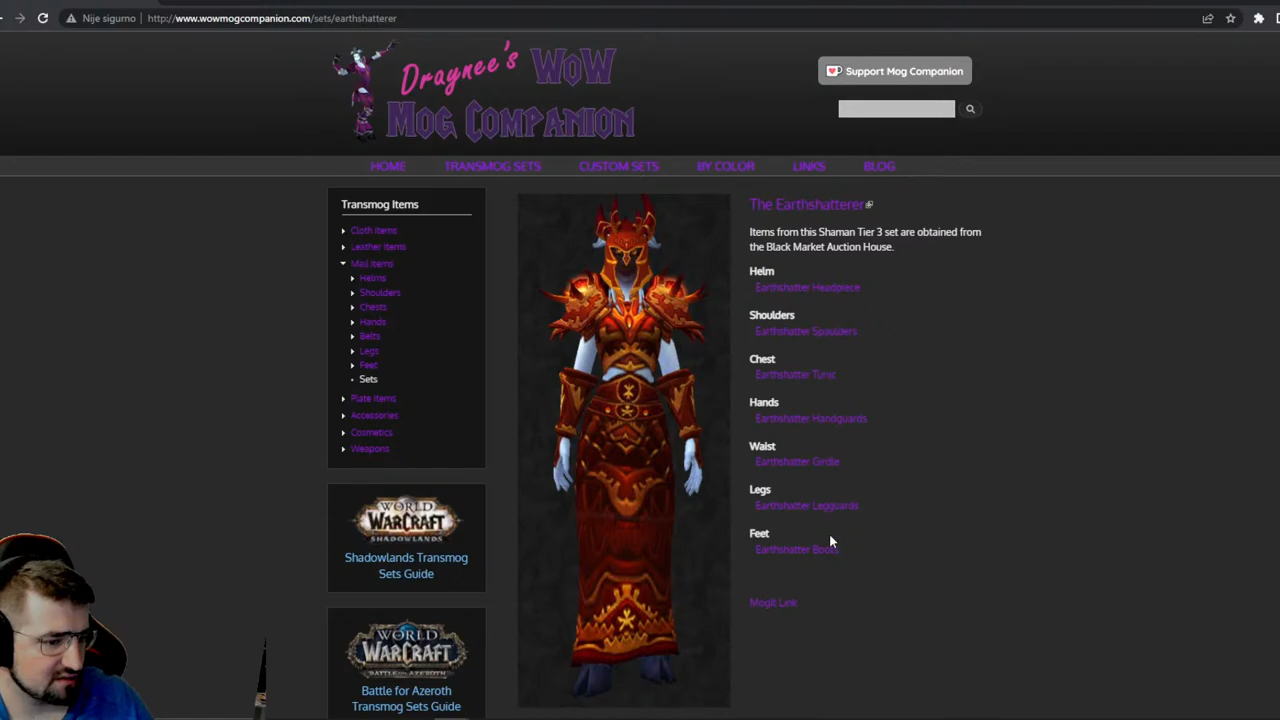 Nije sigurno
http://www.wowmogcompanion.com/sets/earthshatterer
Draynee's WoW
Mog Companion
Support Mog Companion
HOME
TRANSMOG SETS
CUSTOM SETS
BY COLOR
LINKS
BLOG
Transmog Items
Cloth Items
Leather Items
Mail Items
Helms
Shoulders
Chests
Hands
Belts
Legs
Feet
Sets
Plate Items
Accessories
Cosmetics
Weapons
WORLD
WARCRAFT
SHADOWLANDS
Shadowlands Transmog
Sets Guide
WORLD
WARCRAFT
BATTLE FOR AZEROTH
Battle for Azeroth
Transmog Sets Guide
The Earthshatterer
Items from this Shaman Tier 3 set are obtained from
the Black Market Auction House.
Helm
Earthshatter Headpiece
Shoulders
Earthshatter Spaulders
Chest
Earthshatter Tunic
Hands
Earthshatter Handguards
Waist
Earthshatter Girdle
Legs
Earthshatter Legguards
Feet
Earthshatter Boots
MogIt Link